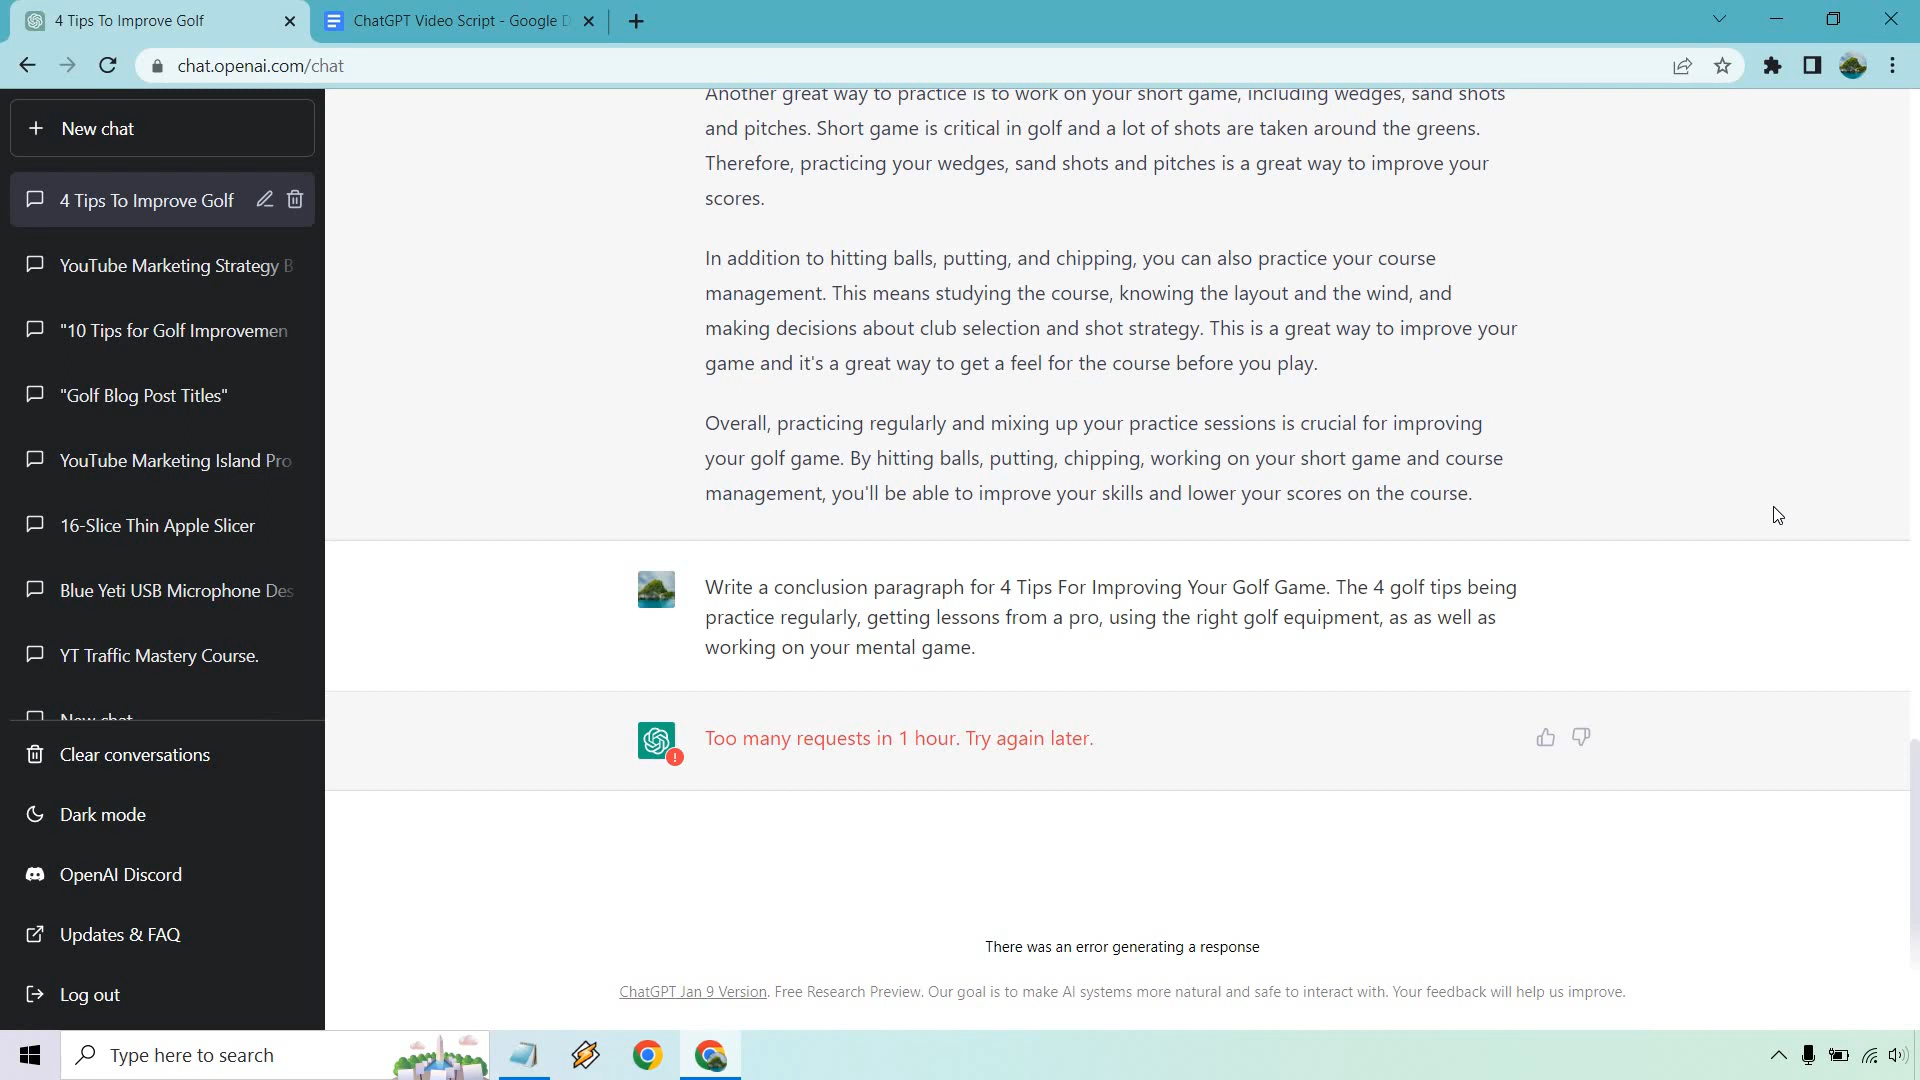 4 Tips To Improve Golf
ChatGPT Video Script - Google D
chat.openai.com/chat
New chat
4 Tips To Improve Golf
YouTube Marketing Strategy B
"10 Tips for Golf Improvemen
"Golf Blog Post Titles"
YouTube Marketing Island Pro
16-Slice Thin Apple Slicer
Blue Yeti USB Microphone Des
YT Traffic Mastery Course.
New chat
Clear conversations
Dark mode
OpenAI Discord
Updates & FAQ
Log out
Another great way to practice is to work on your short game, including wedges, sand shots
and pitches. Short game is critical in golf and a lot of shots are taken around the greens.
Therefore, practicing your wedges, sand shots and pitches is a great way to improve your
scores.
In addition to hitting balls, putting, and chipping, you can also practice your course
management. This means studying the course, knowing the layout and the wind, and
making decisions about club selection and shot strategy. This is a great way to improve your
game and it's a great way to get a feel for the course before you play.
Overall, practicing regularly and mixing up your practice sessions is crucial for improving
your golf game. By hitting balls, putting, chipping, working on your short game and course
management, you'll be able to improve your skills and lower your scores on the course.
Write a conclusion paragraph for 4 Tips For Improving Your Golf Game. The 4 golf tips being
practice regularly, getting lessons from a pro, using the right golf equipment, as as well as
working on your mental game.
Too many requests in 1 hour. Try again later.
There was an error generating a response
ChatGPT Jan 9 Version. Free Research Preview. Our goal is to make AI systems more natural and safe to interact with. Your feedback will help us improve.
Type here to search